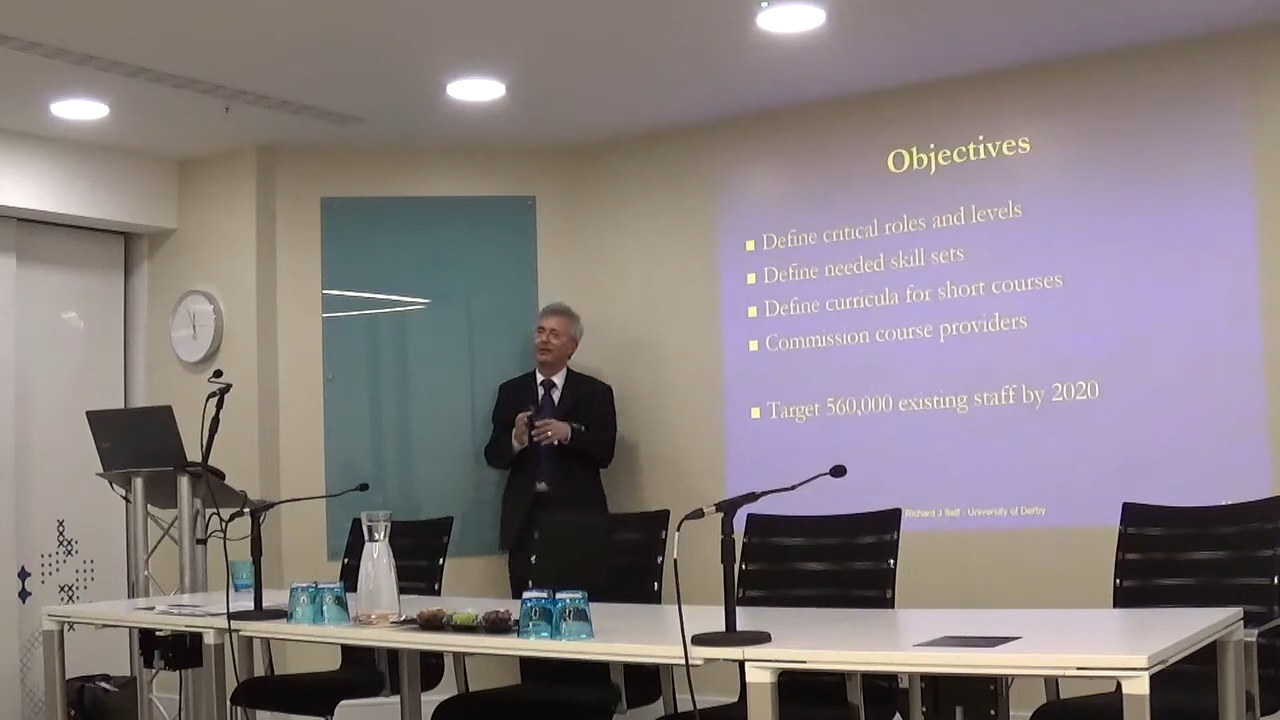 Objectives
Define critical roles and levels
Define needed skill sets
Define curricula for short courses
Commission course providers
Target 560,000 existing staff by 2020
Richard J Self - University of Derby